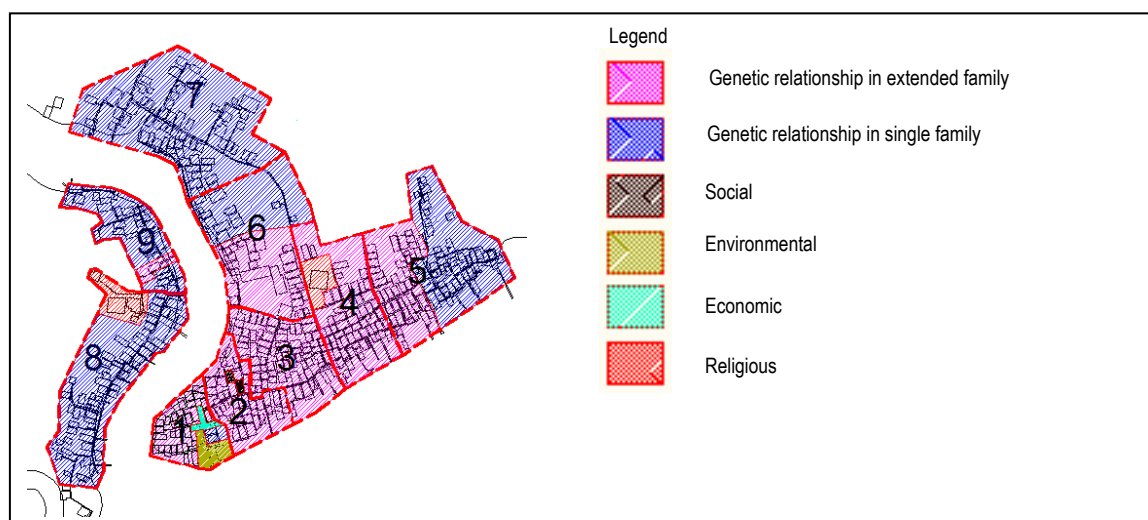 Legend
Genetic relationship in extended family
Genetic relationship in single family
Social
Environmental
Economic
Religious
7
6
9
5
4
3
8
2
1